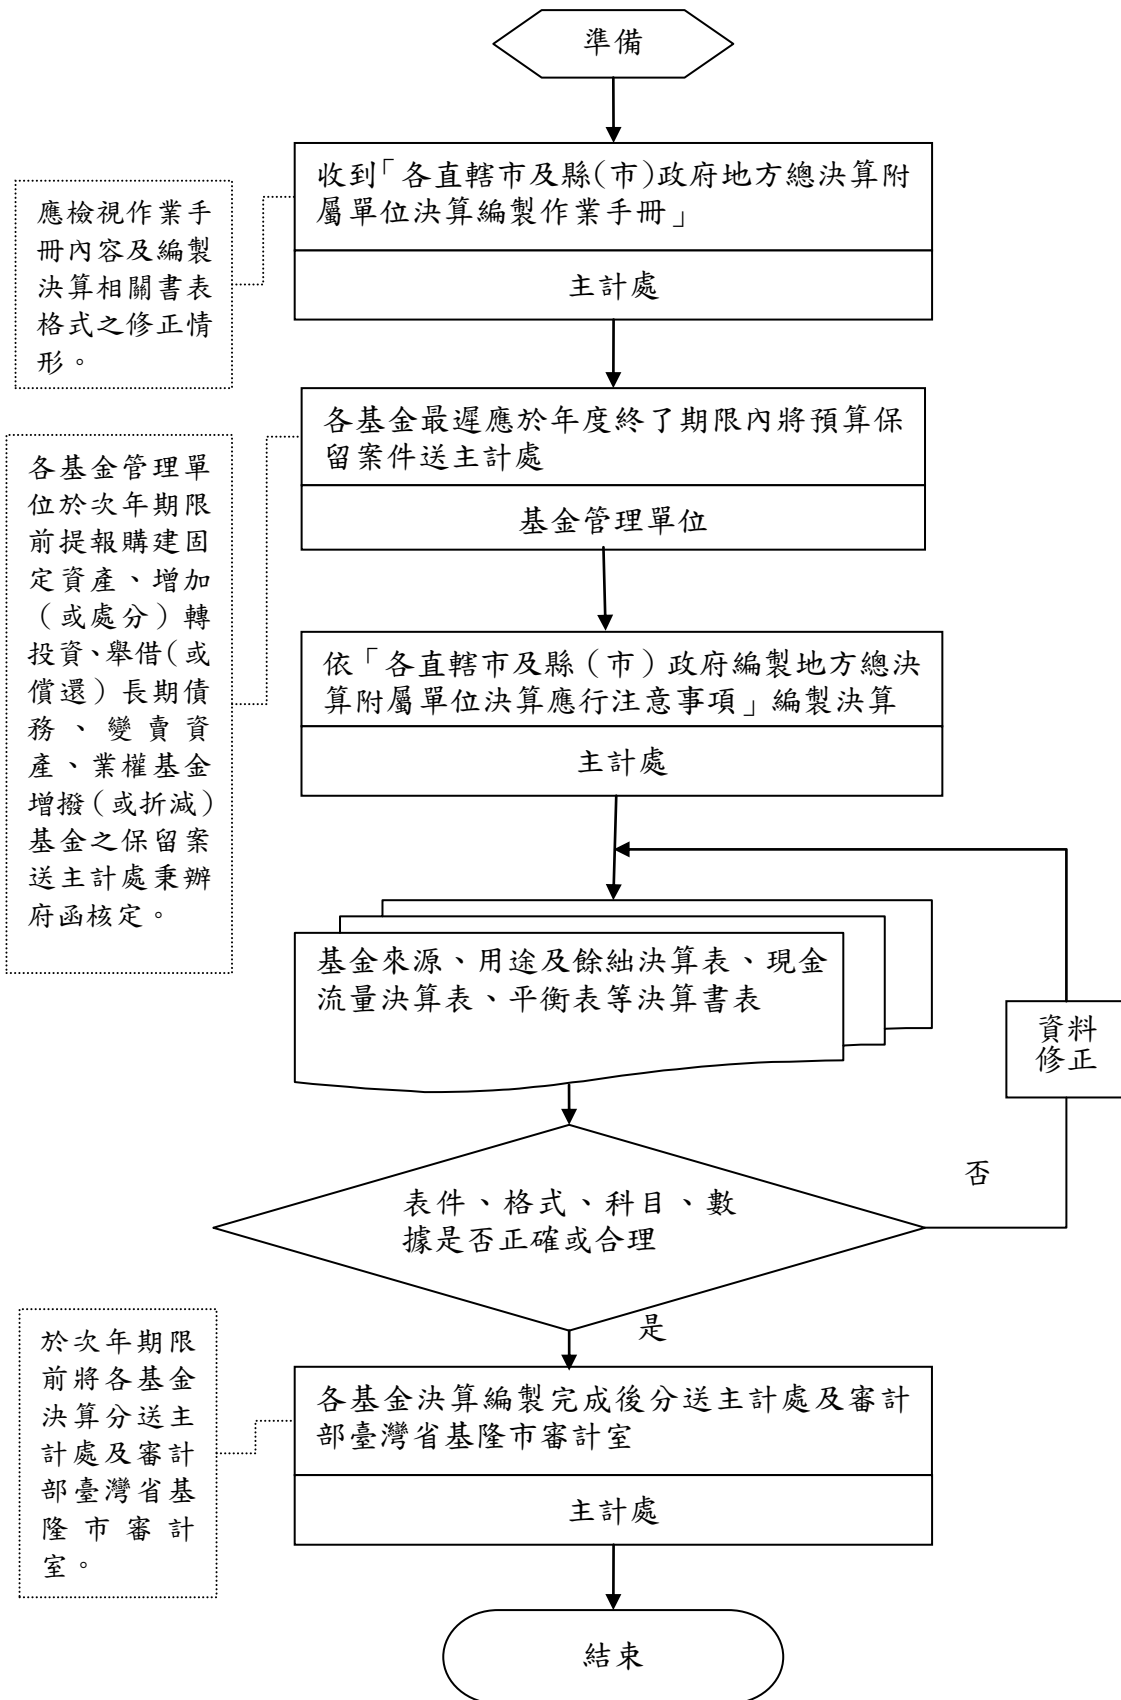 準備
收到「各直轄市及縣(市)政府地方總決算附
屬單位決算編製作業手冊」
主計處
應檢視作業手
冊內容及編製
決算相關書表
格式之修正情
形。
各基金最遲應於年度終了期限內將預算保
留案件送主計處
基金管理單位
各基金管理單
位於次年期限
前提報購建固
定資產、增加
（或處分）轉
投資、舉借(或
償還）長期債
務、變賣資
產、業權基金
增撥(或折減)
基金之保留案
送主計處秉辦
府函核定。
依「各直轄市及縣（市）政府編製地方總決
算附屬單位決算應行注意事項」編製決算
主計處
基金來源、用途及餘絀決算表、現金
流量決算表、平衡表等決算書表
資料
修正
表件、格式、科目、數
據是否正確或合理
否
是
各基金決算編製完成後分送主計處及審計
部臺灣省基隆市審計室
主計處
於次年期限
前將各基金
決算分送主
計處及審計
部臺灣省基
隆市審計
室。
結束